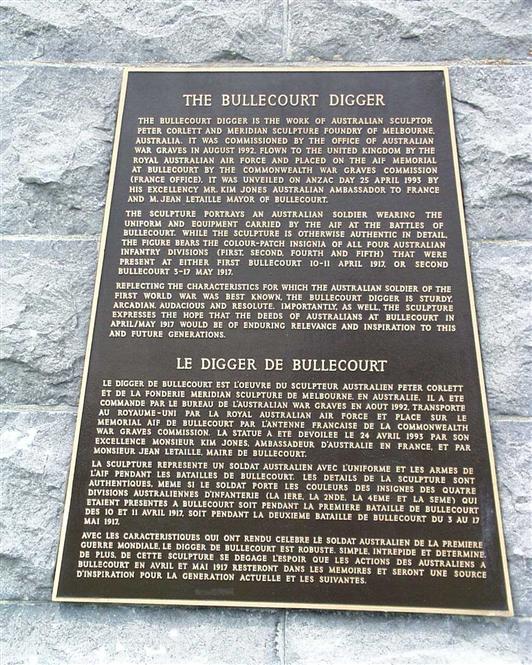 THE BULLECOURT DIGGER
THE BULLECOURT DIGGER IS THE WORK OF AUSTRALIAN SCULPTOR
PETER CORLETT AND MERIDIAN SCULPTURE FOUNDRY OF MELBOURNE,
AUSTRALIA. IT WAS COMMISSIONED BY THE OFFICE OF AUSTRALIAN
WAR GRAVES IN AUGUST 1992, FLOWN TO THE UNITED KINGDOM BY THE
ROYAL AUSTRALIAN AIR FORCE AND PLACED ON THE AIF MEMORIAL
AT BULLECOURT BY THE COMMONWEALTH WAR GRAVES COMMISSION
(FRANCE OFFICE). IT WAS UNVEILED ON ANZAC DAY 25 APRIL 1993 BY
HIS EXCELLENCY MR. KIM JONES AUSTRALIAN AMBASSADOR TO FRANCE
AND M. JEAN LETAILLE MAYOR OF BULLECOURT.
THE SCULPTURE PORTRAYS AN AUSTRALIAN SOLDIER WEARING THE
UNIFORM AND EQUIPMENT CARRIED BY THE AIF AT THE BATTLES OF
BULLECOURT. WHILE THE SCULPTURE IS OTHERWISE AUTHENTIC IN DETAIL,
THE FIGURE BEARS THE COLOUR-PATCH INSIGNIA OF ALL FOUR AUSTRALIAN
INFANTRY DIVISIONS (FIRST, SECOND, FOURTH AND FIFTH) THAT WERE
PRESENT AT EITHER FIRST BULLECOURT 10-11 APRIL 1917, OR SECOND
BULLECOURT 3-17 MAY 1917.
REFLECTING THE CHARACTERISTICS FOR WHICH THE AUSTRALIAN SOLDIER OF THE
FIRST WORLD WAR WAS BEST KNOWN, THE BULLECOURT DIGGER IS STURDY,
ARCADIAN, AUDACIOUS AND RESOLUTE. IMPORTANTLY, AS WELL, THE SCULPTURE
EXPRESSES THE HOPE THAT THE DEEDS OF AUSTRALIANS AT BULLECOURT IN
APRIL/MAY 1917 WOULD BE OF ENDURING RELEVANCE AND INSPIRATION TO THIS
AND FUTURE GENERATIONS.
LE DIGGER DE BULLECOURT
LE DIGGER DE BULLECOURT EST L'OEUVRE DU SCULPTEUR AUSTRALIEN PETER CORLETT
ET DE LA FONDERIE MERIDIAN SCULPTURE DE MELBOURNE, EN AUSTRALIE. IL A ETE
COMMANDE PAR LE BUREAU DE L'AUSTRALIAN WAR GRAVES EN AOUT 1992, TRANSPORTE
AU ROYAUME-UNI PAR LA ROYAL AUSTRALIAN AIR FORCE ET PLACE SUR LE
MEMORIAL AIF DE BULLECOURT PAR L'ANTENNE FRANCAISE DE LA COMMONWEALTH
WAR GRAVES COMMISSION. LA STATUE A ETE DEVOILEE LE 24 AVRIL 1993 PAR SON
EXCELLENCE MONSIEUR KIM JONES, AMBASSADEUR D'AUSTRALIE EN FRANCE, ET PAR
MONSIEUR JEAN LETAILLE, MAIRE DE BULLECOURT.
LA SCULPTURE REPRESENTE UN SOLDAT AUSTRALIEN AVEC L'UNIFORME ET LES ARMES DE
L'AIF PENDANT LES BATAILLES DE BULLECOURT. LES DETAILS DE LA SCULPTURE SONT
AUTHENTIQUES, MEME SI LE SOLDAT PORTE LES COULEURS DES INSIGNES DES QUATRE
DIVISIONS AUSTRALIENNES D'INFANTERIE (LA 1ERE, LA 2NDE, LA 4EME ET LA 5EME) QUI
ETAIENT PRESENTES A BULLECOURT SOIT PENDANT LA PREMIERE BATAILLE DE BULLECOURT
DES 10 ET 11 AVRIL 1917, SOIT PENDANT LA DEUXIEME BATAILLE DE BULLECOURT DU 3 AU 17
MAI 1917.
AVEC LES CARACTERISTIQUES QUI ONT RENDU CELEBRE LE SOLDAT AUSTRALIEN DE LA PREMIERE
GUERRE MONDIALE, LE DIGGER DE BULLECOURT EST ROBUSTE, SIMPLE, INTREPIDE ET DETERMINE.
DE PLUS, DE CETTE SCULPTURE SE DEGAGE L'ESPOIR QUE LES ACTIONS DES AUSTRALIENS A
BULLECOURT EN AVRIL ET MAI 1917 RESTERONT DANS LES MEMOIRES ET SERONT UNE SOURCE
D'INSPIRATION POUR LA GENERATION ACTUELLE ET LES SUIVANTES.